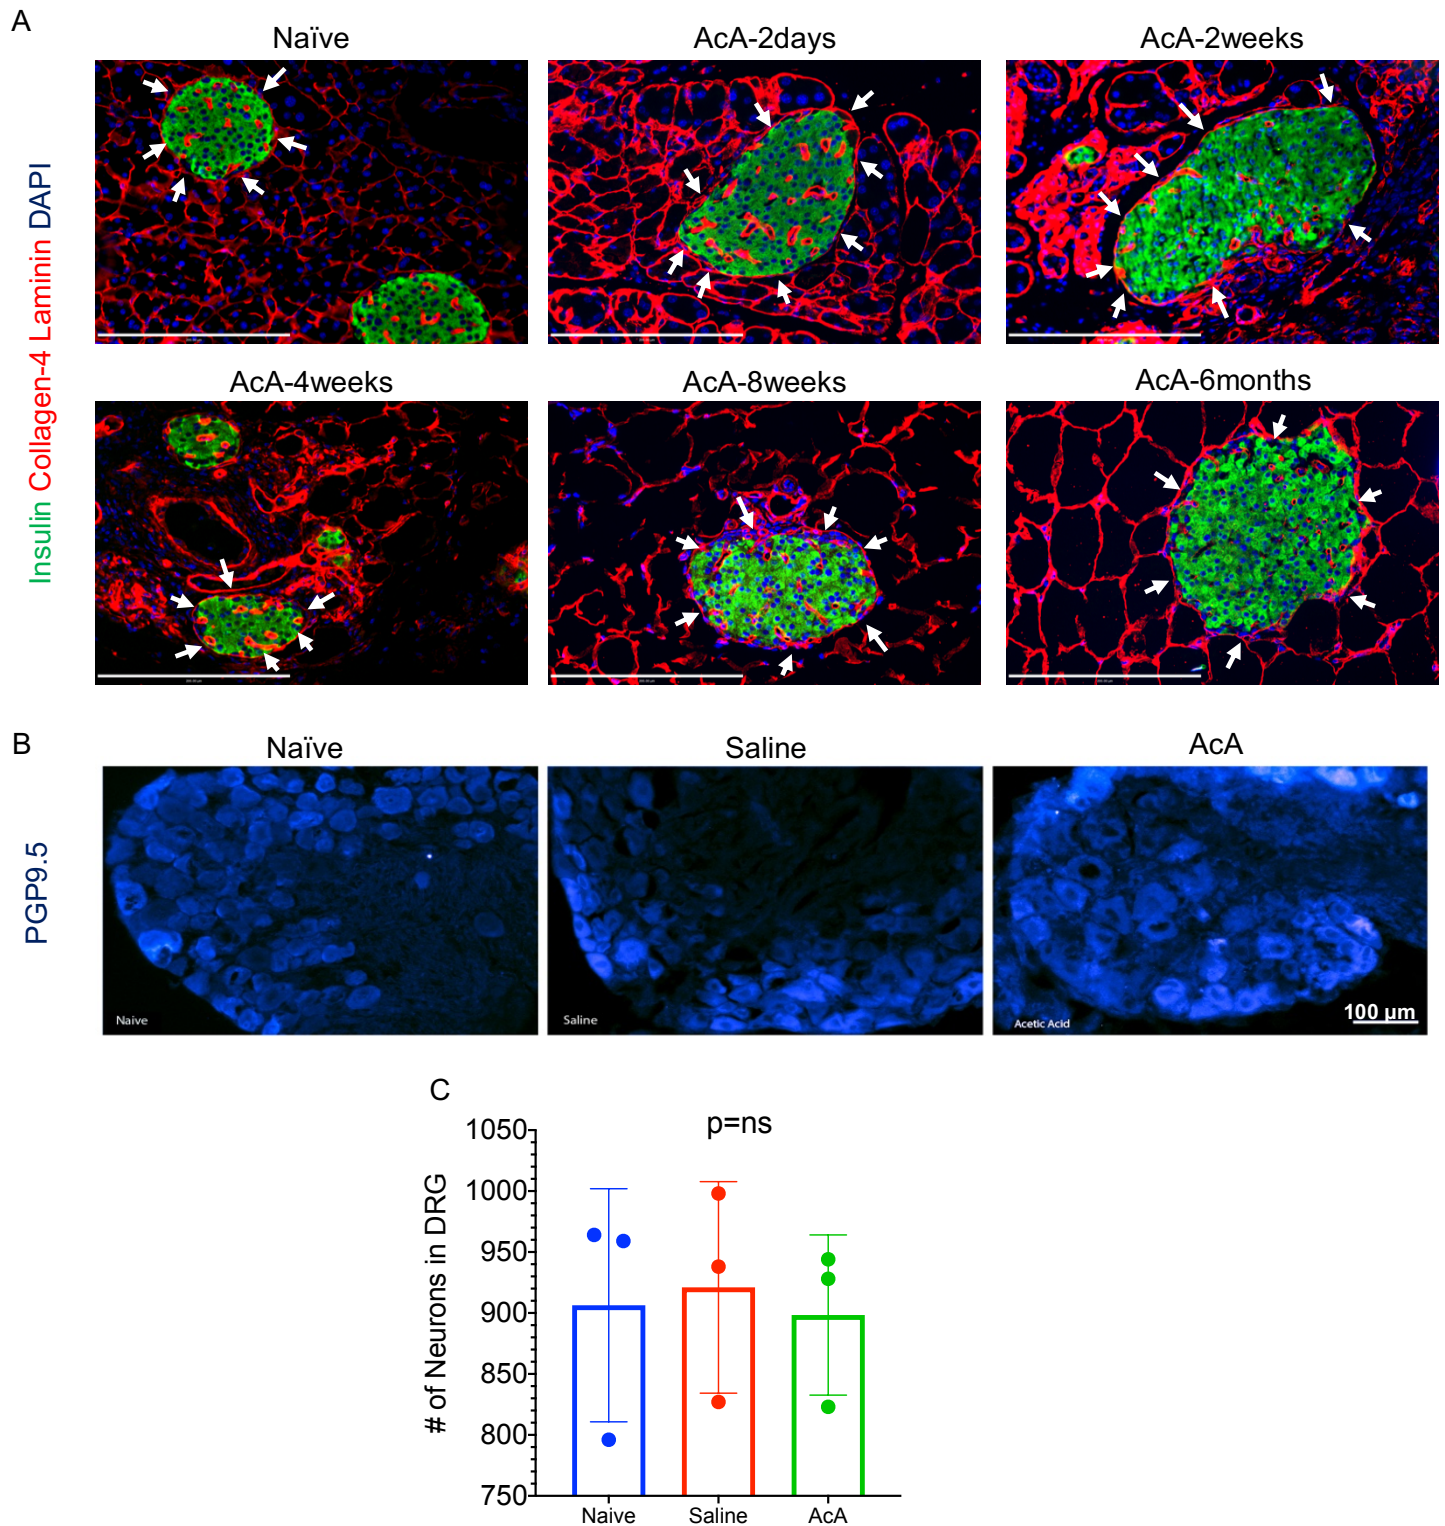 A
Naïve
AcA-2days
AcA-2weeks
Insulin Collagen-4 Laminin DAPI
AcA-4weeks
AcA-8weeks
AcA-6months
B
Naïve
Saline
AcA
PGP9.5
Naive
Saline
Acetic Acid
100 µm
C
p=ns
# of Neurons in DRG
1050
1000
950
900
850
800
750
Naive
Saline
AcA